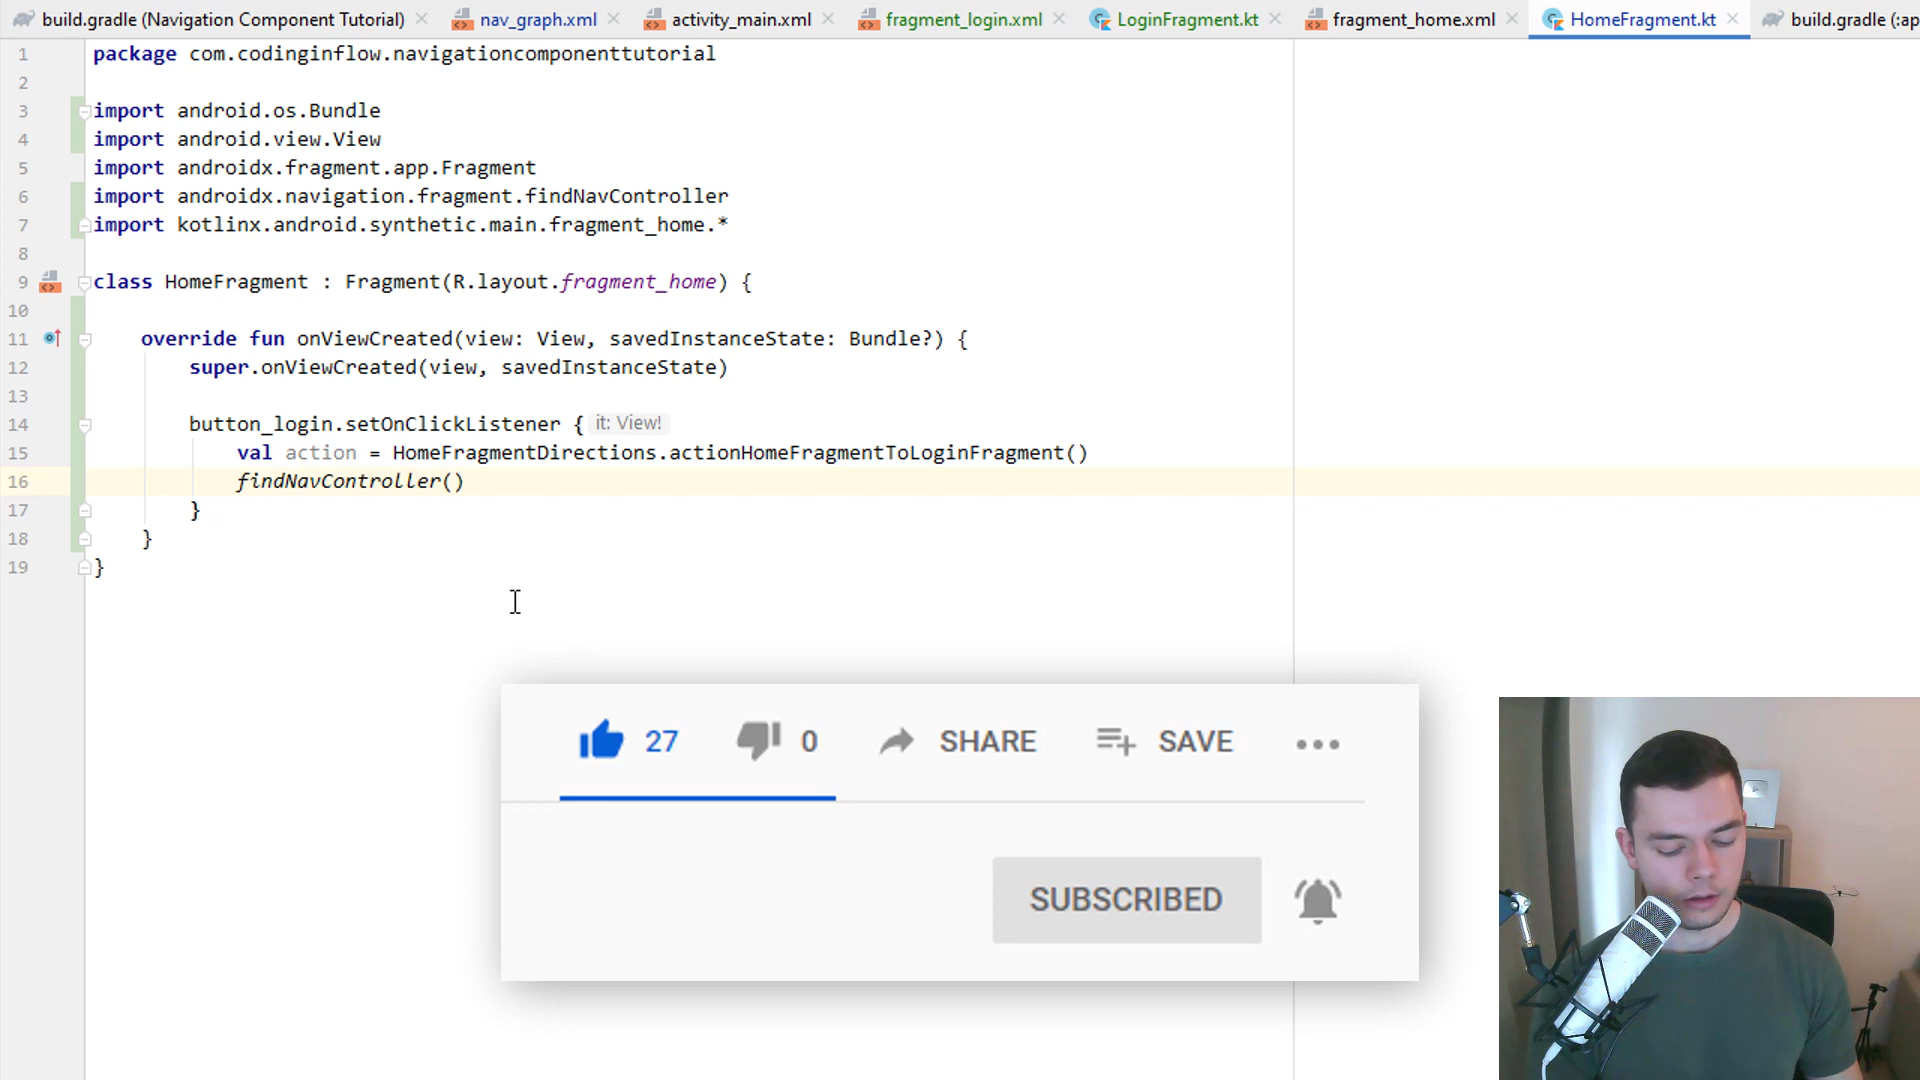 build.gradle (Navigation Component Tutorial) nav_graph.xml activity_main.xml fragment_login.xml LoginFragment.kt fragment_home.xml HomeFragment.kt build.gradle (:ap
1 package com.codinginflow.navigationcomponenttutorial
2
3 import android.os.Bundle
4 import android.view.View
5 import androidx.fragment.app.Fragment
6 import androidx.navigation.fragment.findNavController
7 import kotlinx.android.synthetic.main.fragment_home.*
8
9 class HomeFragment : Fragment(R.layout.fragment_home) {
10
11 override fun onViewCreated(view: View, savedInstanceState: Bundle?) {
12 super.onViewCreated(view, savedInstanceState)
13
14 button_login.setOnClickListener { it: View!
15 val action = HomeFragmentDirections.actionHomeFragmentToLoginFragment()
16 findNavController()
17 }
18 }
19 }
27 0 SHARE SAVE
SUBSCRIBED